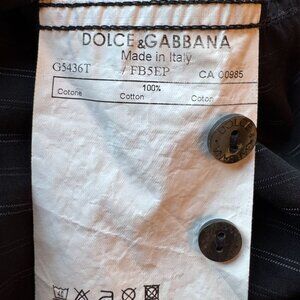 DOLCE&GABBANA
Made in Italy
G5436T / FB5EP CA 00985
100%
Cotone Cotton Coton